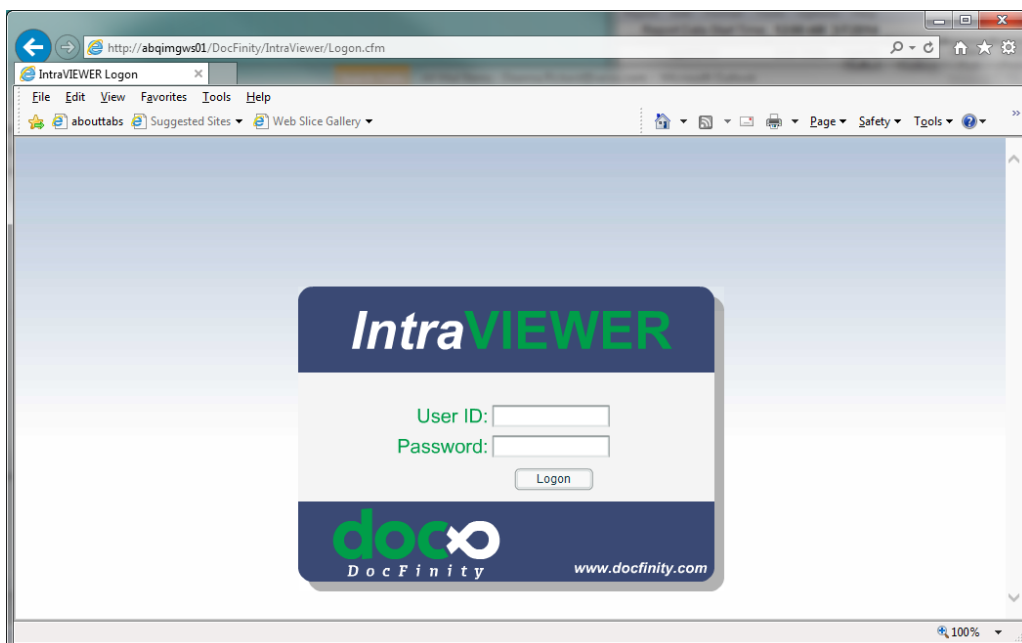 http://abqimgws01/DocFinity/IntraViewer/Logon.cfm
IntraVIEWER Logon
File Edit View Favorites Tools Help
abouttabs Suggested Sites Web Slice Gallery Page Safety Tools
IntraVIEWER
User ID:
Password:
Logon
doc
DocFinity www.docfinity.com
100%